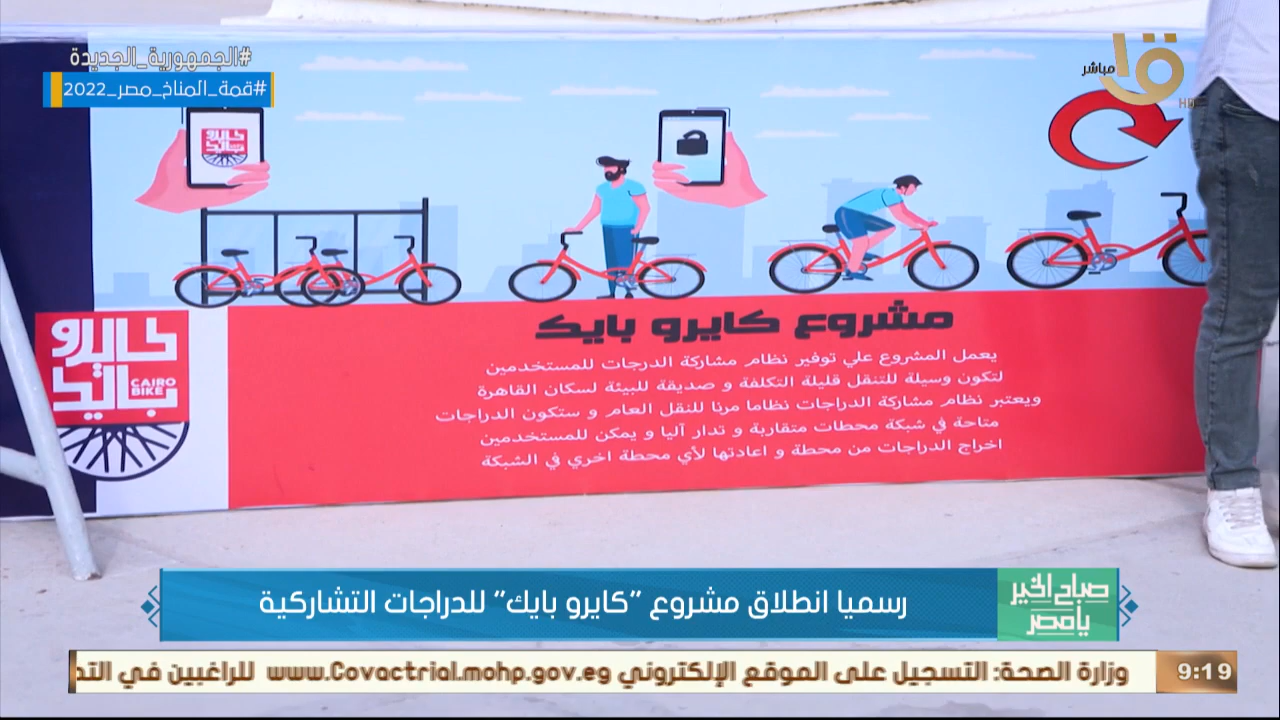 #الجمهورية_الجديدة
#قمة_المناخ_مصر_2022
مباشر
HD
كايرو
بايك
كايرو
بايك
CAIRO
BIKE
مشروع كايرو بايك
يعمل المشروع علي توفير نظام مشاركة الدرجات للمستخدمين
لتكون وسيلة للتنقل قليلة التكلفة و صديقة للبيئة لسكان القاهرة
ويعتبر نظام مشاركة الدراجات نظاما مرنا للنقل العام و ستكون الدراجات
متاحة في شبكة محطات متقاربة و تدار آليا و يمكن للمستخدمين
اخراج الدراجات من محطة و اعادتها لأي محطة اخري في الشبكة
صباح الخير
يا مصر
رسميا انطلاق مشروع "كايرو بايك" للدراجات التشاركية
9:19
وزارة الصحة: التسجيل على الموقع الإلكتروني www.Covactrial.mohp.gov.eg للراغبين في